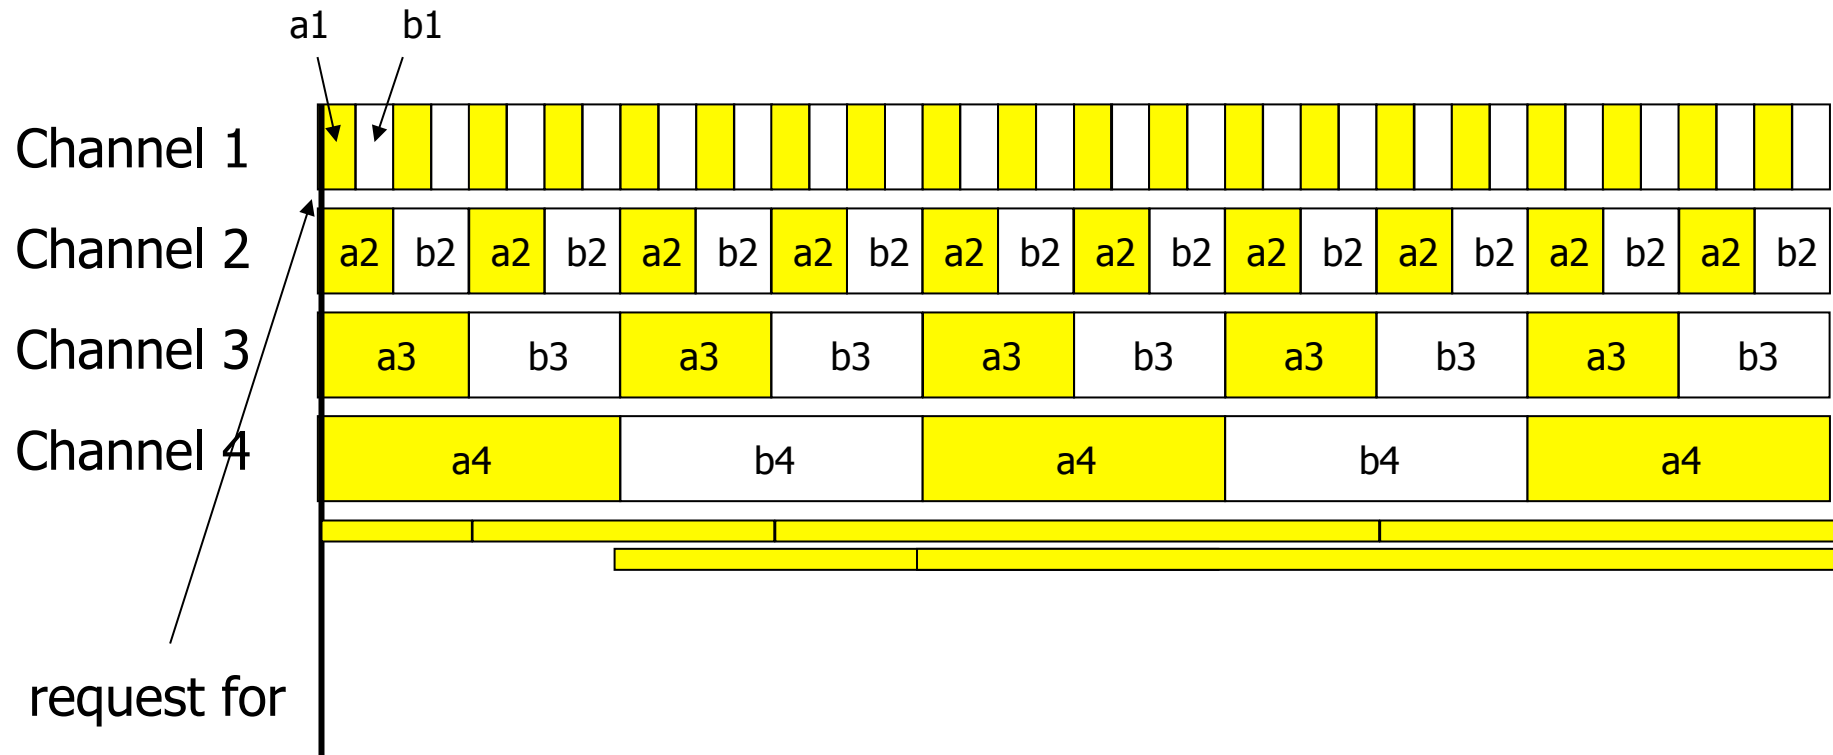 a1 b1
Channel 1
Channel 2 a2 b2 a2 b2 a2 b2 a2 b2 a2 b2 a2 b2 a2 b2 a2 b2 a2 b2 a2 b2
Channel 3 a3 b3 a3 b3 a3 b3 a3 b3 a3 b3
Channel 4 a4 b4 a4 b4 a4
request for